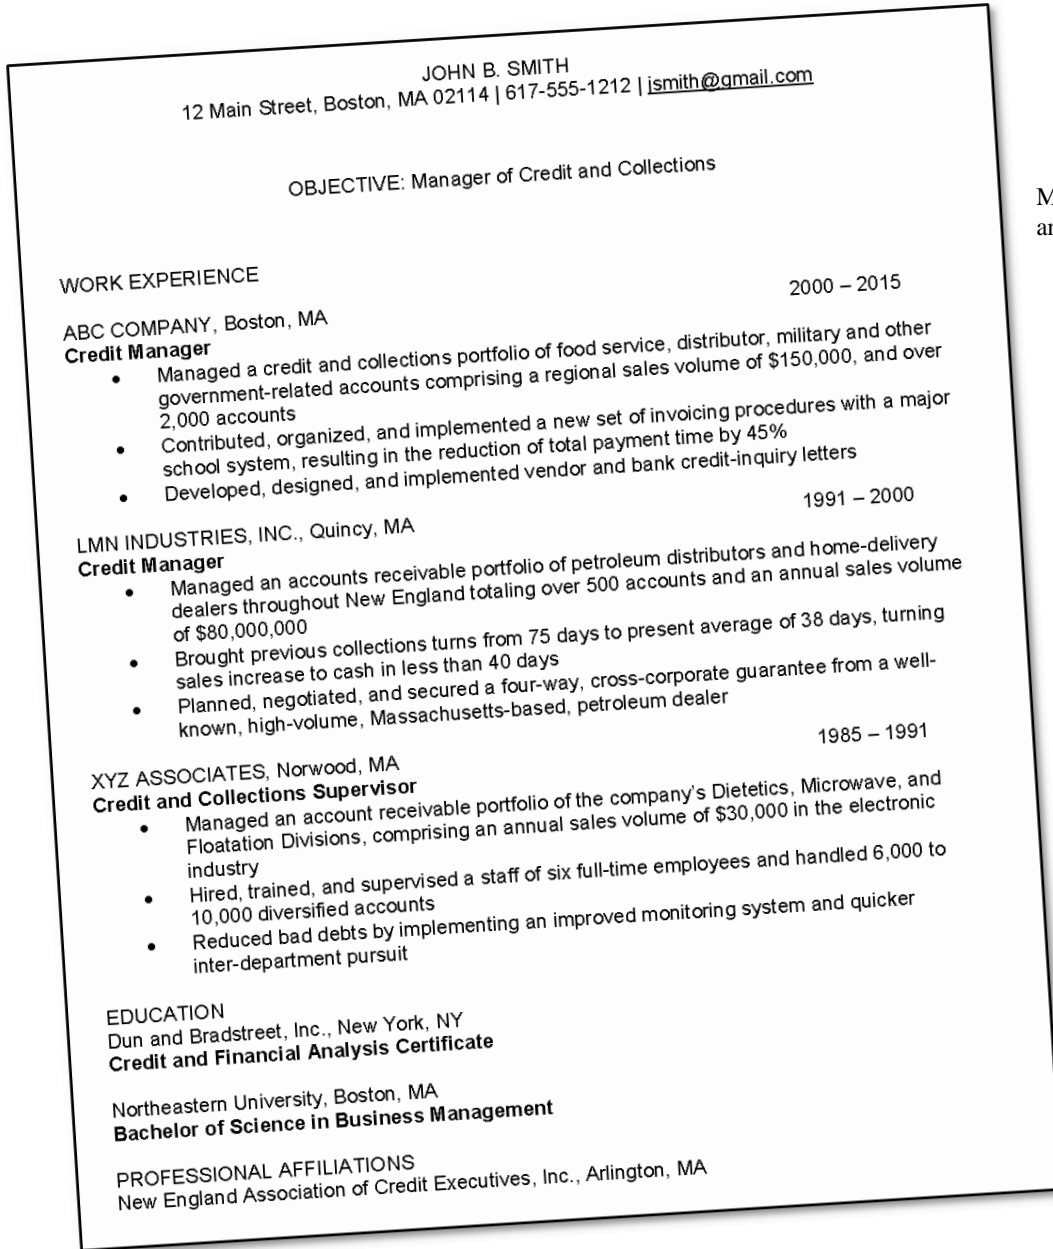 JOHN B. SMITH
12 Main Street, Boston, MA 02114 | 617-555-1212 | jsmith@gmail.com
OBJECTIVE: Manager of Credit and Collections
WORK EXPERIENCE
ABC COMPANY, Boston, MA 2000 – 2015
Credit Manager
• Managed a credit and collections portfolio of food service, distributor, military and other
government-related accounts comprising a regional sales volume of $150,000, and over
2,000 accounts
• Contributed, organized, and implemented a new set of invoicing procedures with a major
school system, resulting in the reduction of total payment time by 45%
• Developed, designed, and implemented vendor and bank credit-inquiry letters
LMN INDUSTRIES, INC., Quincy, MA 1991 – 2000
Credit Manager
• Managed an accounts receivable portfolio of petroleum distributors and home-delivery
dealers throughout New England totaling over 500 accounts and an annual sales volume
of $80,000,000
• Brought previous collections turns from 75 days to present average of 38 days, turning
sales increase to cash in less than 40 days
• Planned, negotiated, and secured a four-way, cross-corporate guarantee from a well-
known, high-volume, Massachusetts-based, petroleum dealer
XYZ ASSOCIATES, Norwood, MA 1985 – 1991
Credit and Collections Supervisor
• Managed an account receivable portfolio of the company's Dietetics, Microwave, and
Floatation Divisions, comprising an annual sales volume of $30,000 in the electronic
industry
• Hired, trained, and supervised a staff of six full-time employees and handled 6,000 to
10,000 diversified accounts
• Reduced bad debts by implementing an improved monitoring system and quicker
inter-department pursuit
EDUCATION
Dun and Bradstreet, Inc., New York, NY
Credit and Financial Analysis Certificate
Northeastern University, Boston, MA
Bachelor of Science in Business Management
PROFESSIONAL AFFILIATIONS
New England Association of Credit Executives, Inc., Arlington, MA